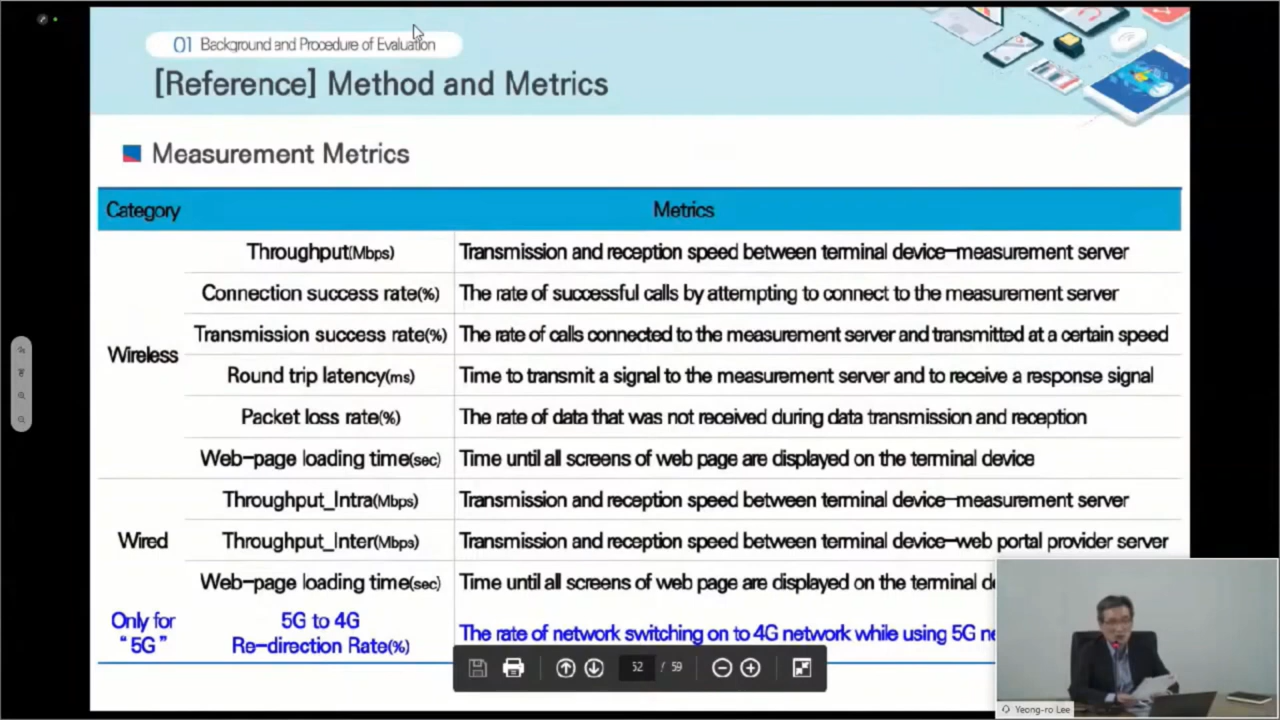 01 Background and Procedure of Evaluation
[Reference] Method and Metrics
Measurement Metrics
Category Metrics
Wireless
Throughput(Mbps) Transmission and reception speed between terminal device-measurement server
Connection success rate(%) The rate of successful calls by attempting to connect to the measurement server
Transmission success rate(%) The rate of calls connected to the measurement server and transmitted at a certain speed
Round trip latency(ms) Time to transmit a signal to the measurement server and to receive a response signal
Packet loss rate(%) The rate of data that was not received during data transmission and reception
Web-page loading time(sec) Time until all screens of web page are displayed on the terminal device
Wired
Throughput_Intra(Mbps) Transmission and reception speed between terminal device-measurement server
Throughput_Inter(Mbps) Transmission and reception speed between terminal device-web portal provider server
Web-page loading time(sec) Time until all screens of web page are displayed on the terminal de
Only for
"5G"
5G to 4G
Re-direction Rate(%)
The rate of network switching on to 4G network while using 5G ne
52 / 59
Yeong-ro Lee